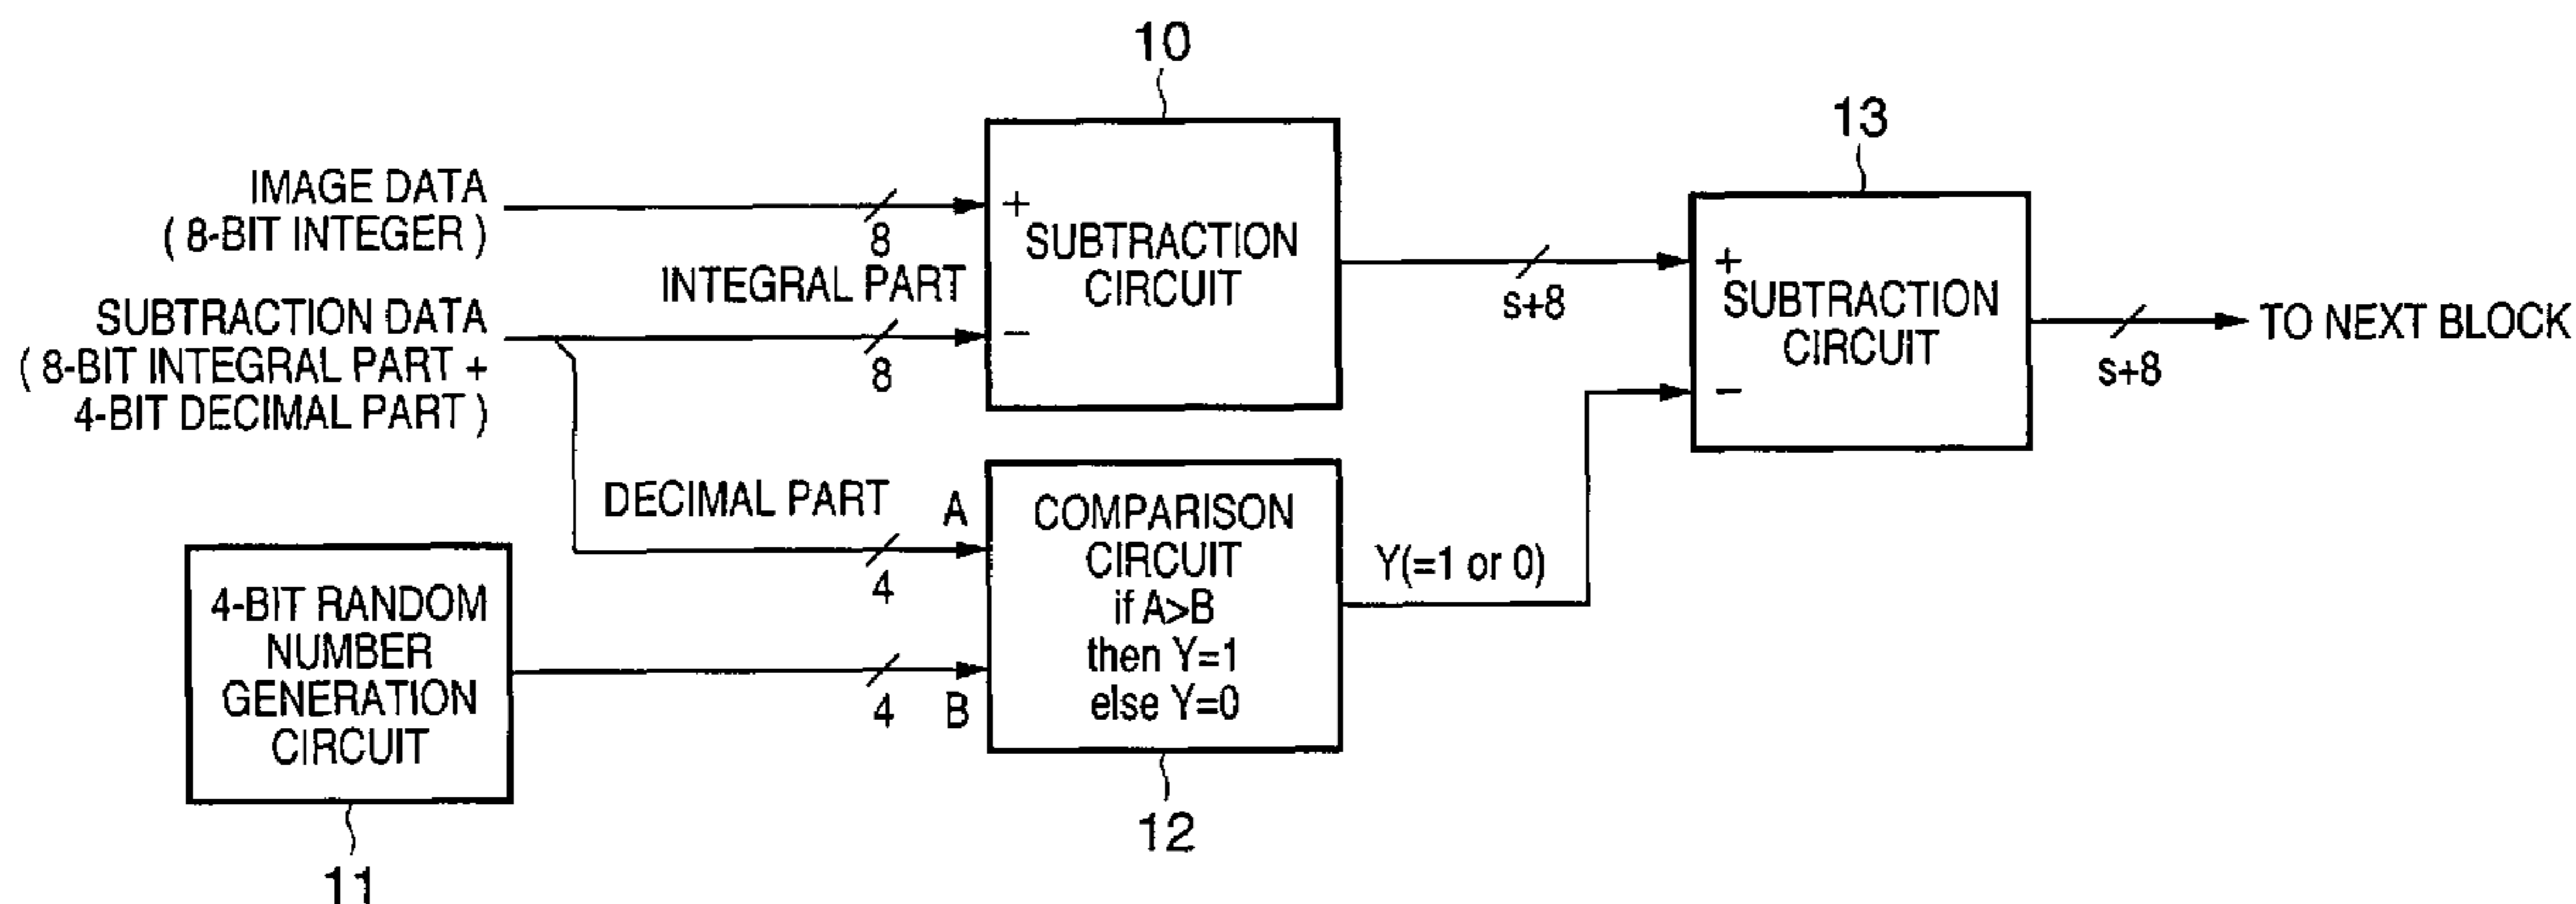 10
13
IMAGE DATA
( 8-BIT INTEGER )
8
+
SUBTRACTION
CIRCUIT
INTEGRAL PART
SUBTRACTION DATA
( 8-BIT INTEGRAL PART +
4-BIT DECIMAL PART )
8
−
s+8
+
SUBTRACTION
CIRCUIT
−
s+8
TO NEXT BLOCK
DECIMAL PART
A
4
4-BIT RANDOM
NUMBER
GENERATION
CIRCUIT
4
B
COMPARISON
CIRCUIT
if A>B
then Y=1
else Y=0
Y(=1 or 0)
12
11